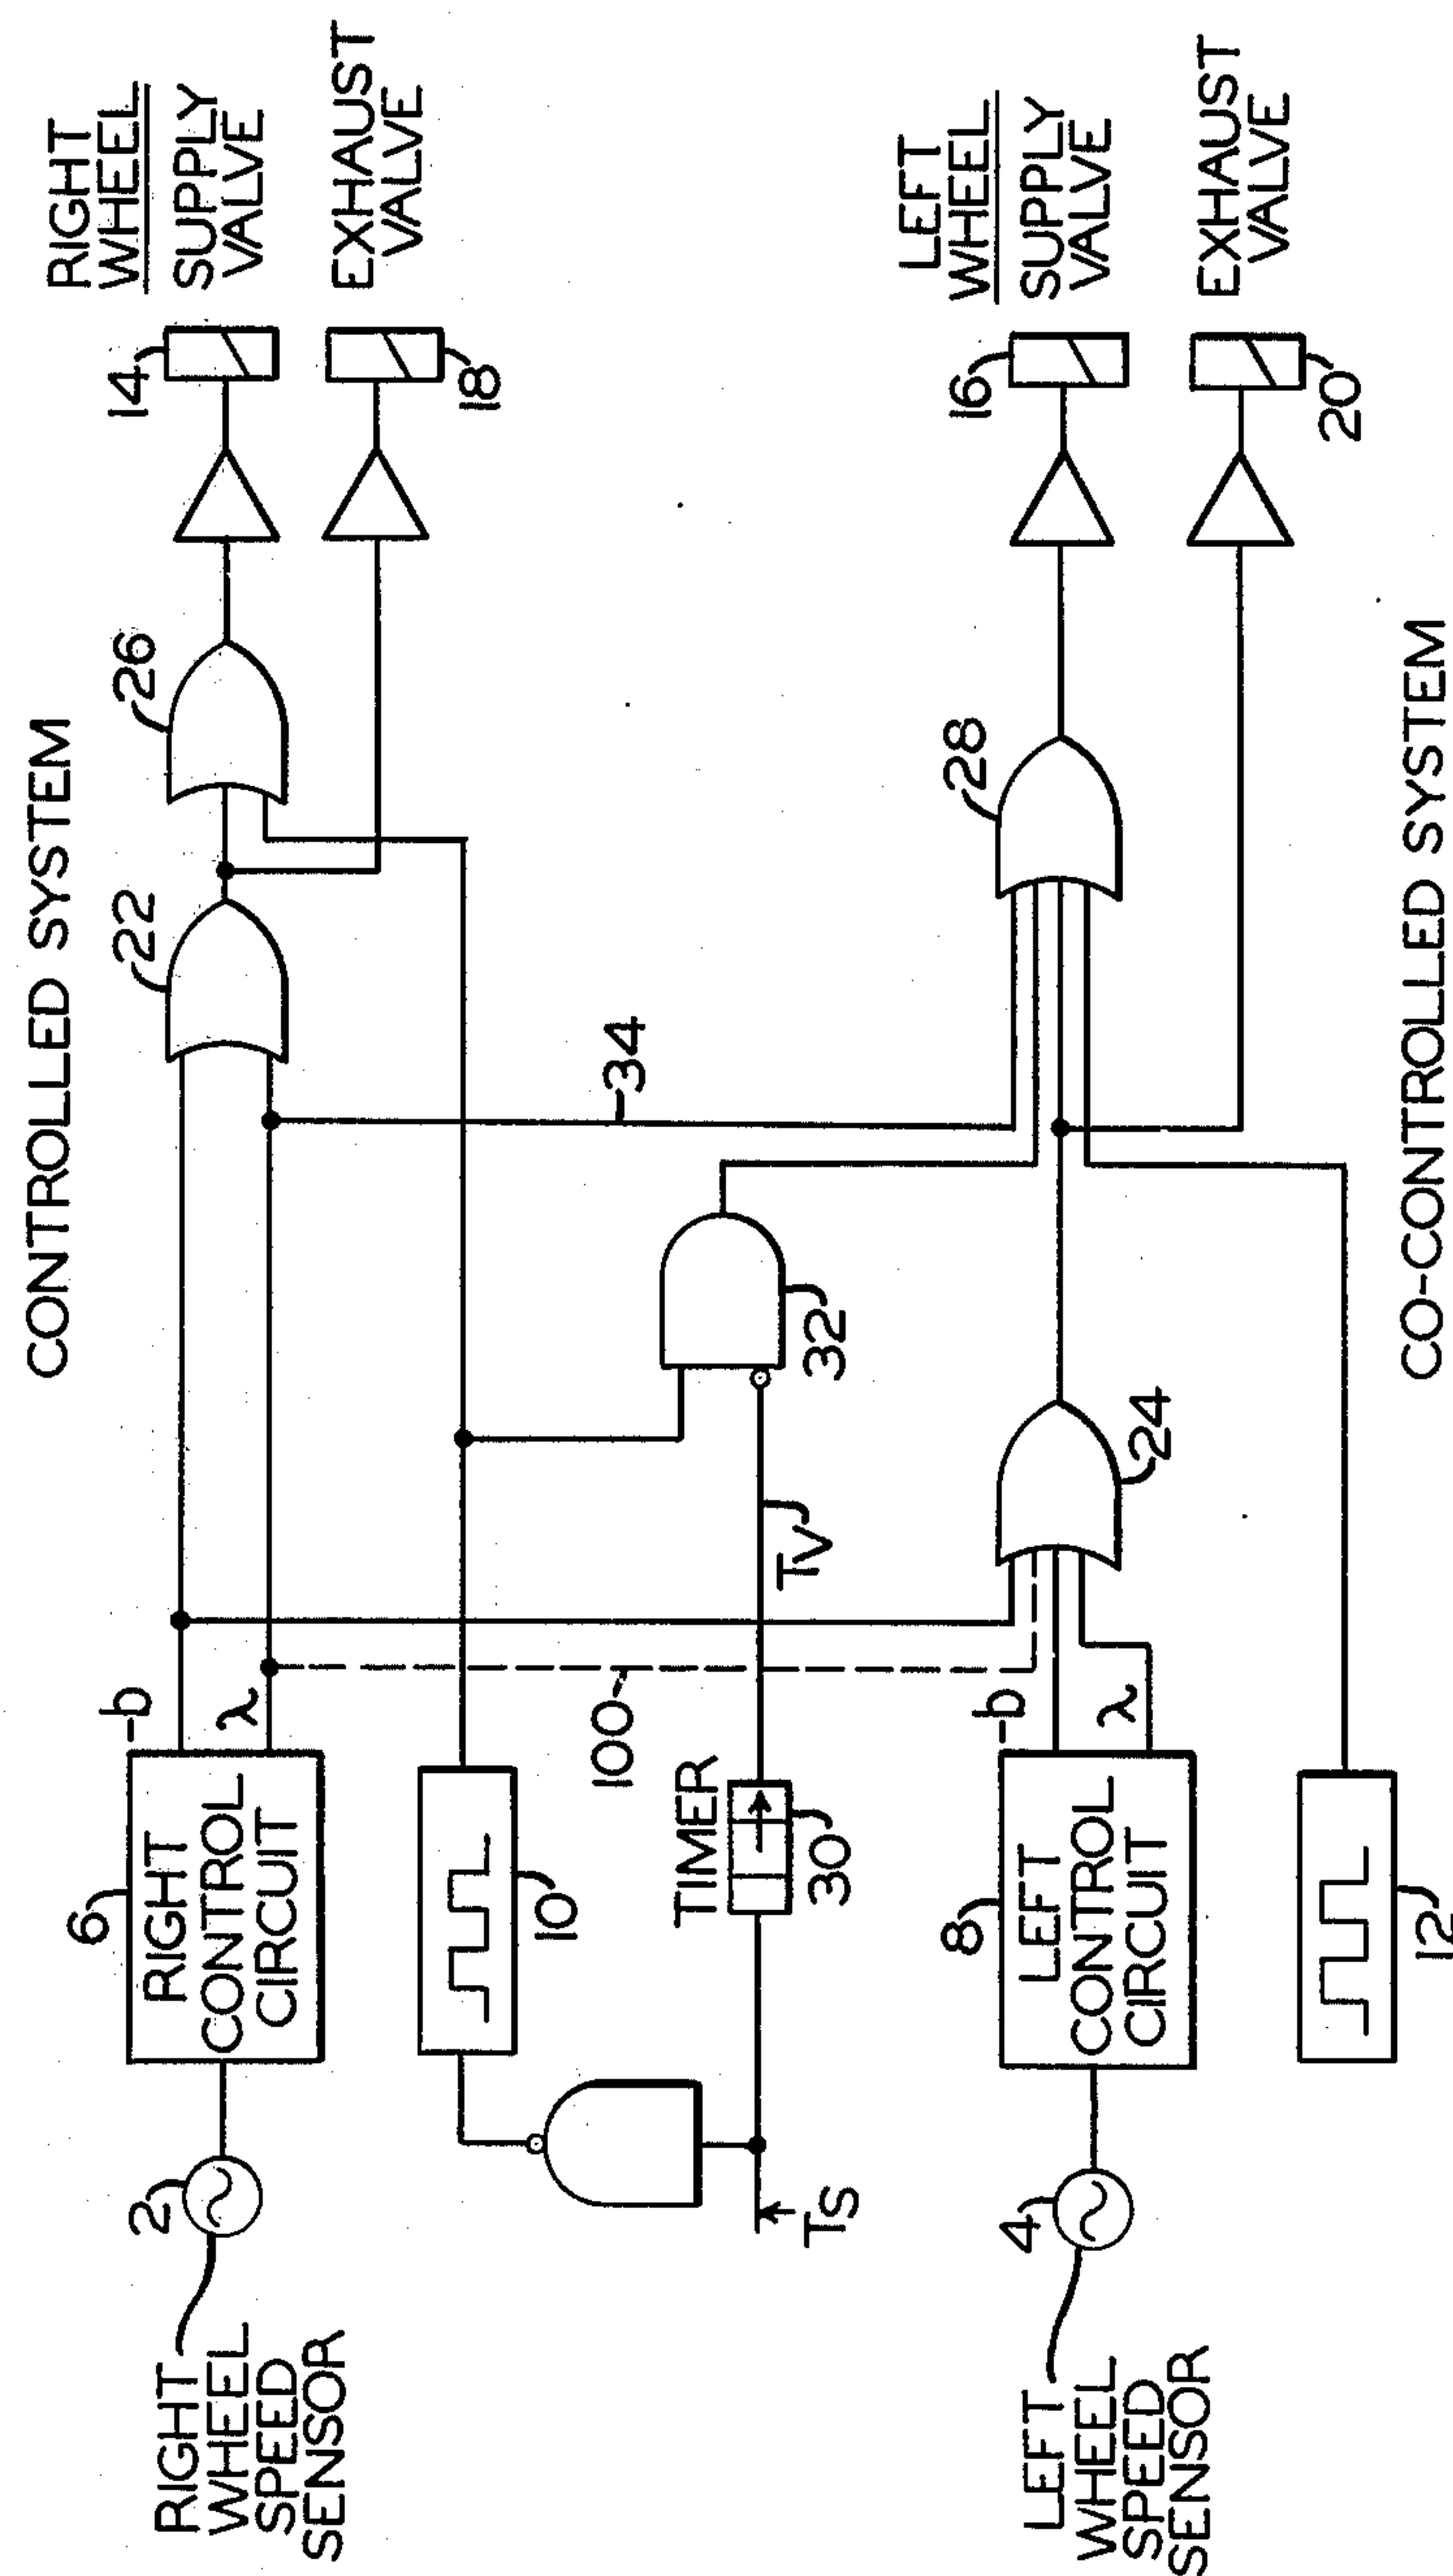 CONTROLLED SYSTEM
RIGHT
WHEEL
SPEED
SENSOR
2
6
RIGHT
CONTROL
CIRCUIT
-b
λ
22
26
14
RIGHT
WHEEL
SUPPLY
VALVE
18
EXHAUST
VALVE
10
34
100
TS
TIMER
30
TV
32
LEFT
WHEEL
SPEED
SENSOR
4
8
LEFT
CONTROL
CIRCUIT
-b
λ
24
28
16
LEFT
WHEEL
SUPPLY
VALVE
20
EXHAUST
VALVE
12
CO-CONTROLLED SYSTEM